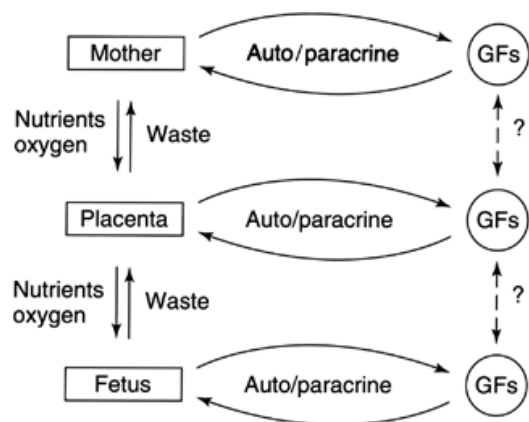 Mother
Auto/paracrine
GFs
Nutrients
oxygen
Waste
?
Placenta
Auto/paracrine
GFs
Nutrients
oxygen
Waste
?
Fetus
Auto/paracrine
GFs